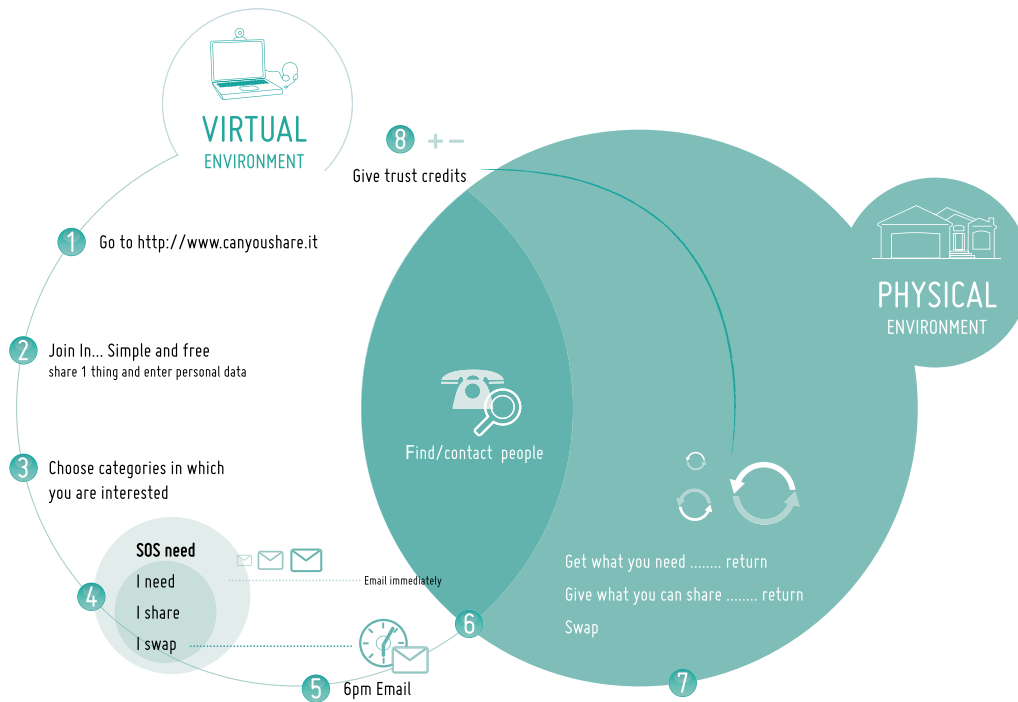 VIRTUAL
ENVIRONMENT
8 + −
Give trust credits
1 Go to http://www.canyoushare.it
PHYSICAL
ENVIRONMENT
2 Join In... Simple and free
share 1 thing and enter personal data
Find/contact people
3 Choose categories in which
you are interested
4
SOS need
I need
Email immediately
I share
I swap
5 6pm Email
6
Get what you need ........ return
Give what you can share ........ return
Swap
7